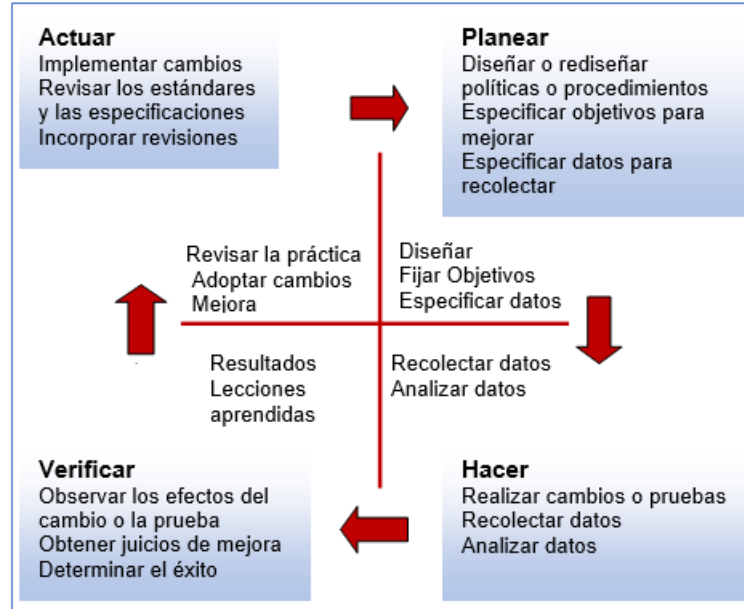 Actuar
Implementar cambios
Revisar los estándares
y las especificaciones
Incorporar revisiones
Planear
Diseñar o rediseñar
políticas o procedimientos
Especificar objetivos para
mejorar
Especificar datos para
recolectar
Revisar la práctica
Adoptar cambios
Mejora
Diseñar
Fijar Objetivos
Especificar datos
Resultados
Lecciones
aprendidas
Recolectar datos
Analizar datos
Verificar
Observar los efectos del
cambio o la prueba
Obtener juicios de mejora
Determinar el éxito
Hacer
Realizar cambios o pruebas
Recolectar datos
Analizar datos